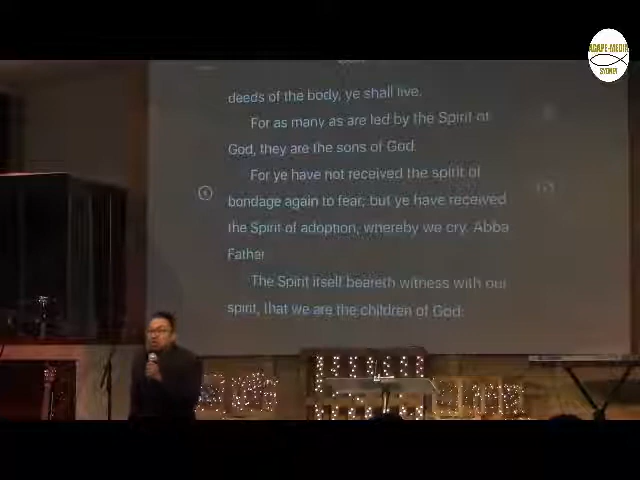 AGAPE-MEDIA
SYDNEY
deeds of the body, ye shall live.
For as many as are led by the Spirit of
God, they are the sons of God.
For ye have not received the spirit of
bondage again to fear; but ye have received
the Spirit of adoption, whereby we cry, Abba
Father
The Spirit itself beareth witness with our
spirit, that we are the children of God: